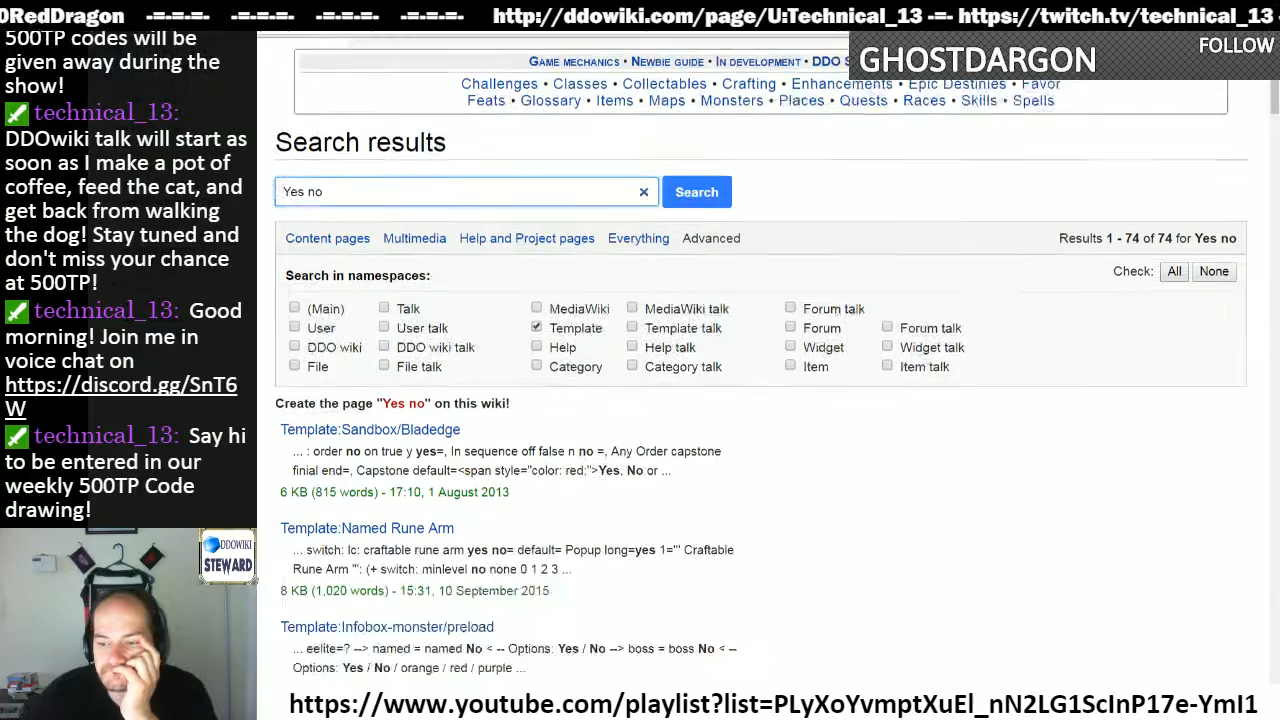 0RedDragon -=-=-=- -=-=-=- -=-=-=- -=-=-=- http://ddowiki.com/page/U:Technical_13 -=- https://twitch.tv/technical_13
500TP codes will be
given away during the
show!
technical_13:
DDOwiki talk will start as
soon as I make a pot of
coffee, feed the cat, and
get back from walking
the dog! Stay tuned and
don't miss your chance
at 500TP!
technical_13: Good
morning! Join me in
voice chat on
https://discord.gg/SnT6
W
technical_13: Say hi
to be entered in our
weekly 500TP Code
drawing!
DDOWIKI
STEWARD
GHOSTDARGON
FOLLOW
Game mechanics • Newbie guide • In development • DDO S
Challenges • Classes • Collectables • Crafting • Enhancements • Epic Destinies • Favor
Feats • Glossary • Items • Maps • Monsters • Places • Quests • Races • Skills • Spells
Search results
Yes no × Search
Content pages Multimedia Help and Project pages Everything Advanced Results 1 - 74 of 74 for Yes no
Search in namespaces: Check: All None
(Main) Talk MediaWiki MediaWiki talk Forum talk
User User talk Template Template talk Forum Forum talk
DDO wiki DDO wiki talk Help Help talk Widget Widget talk
File File talk Category Category talk Item Item talk
Create the page "Yes no" on this wiki!
Template:Sandbox/Bladedge
... : order no on true y yes=, In sequence off false n no =, Any Order capstone
finial end=, Capstone default=<span style="color: red;">Yes, No or ...
6 KB (815 words) - 17:10, 1 August 2013
Template:Named Rune Arm
... switch: lc: craftable rune arm yes no= default= Popup long=yes 1=''' Craftable
Rune Arm ''': (+ switch: minlevel no none 0 1 2 3 ...
8 KB (1,020 words) - 15:31, 10 September 2015
Template:Infobox-monster/preload
... eelite=? --> named = named No < -- Options: Yes / No --> boss = boss No < --
Options: Yes / No / orange / red / purple ...
https://www.youtube.com/playlist?list=PLyXoYvmptXuEl_nN2LG1ScInP17e-YmI1